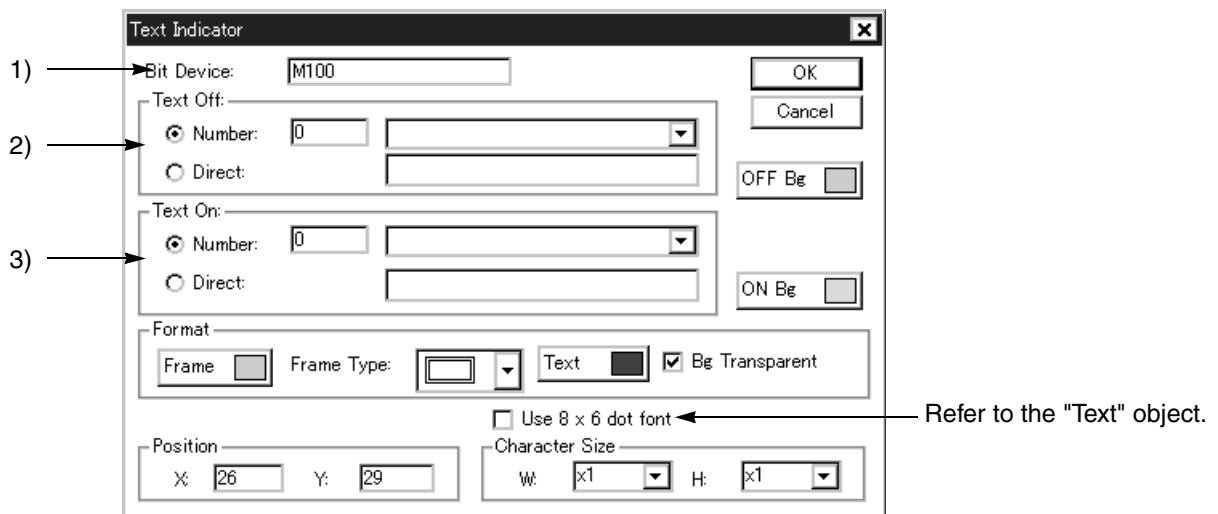 Text Indicator
1) Bit Device: M100 OK
Cancel
Text Off:
2) Number: 0
Direct:
OFF Bg
Text On:
3) Number: 0
Direct:
ON Bg
Format
Frame Frame Type: Text Bg Transparent
Use 8 x 6 dot font Refer to the "Text" object.
Position Character Size
X: 26 Y: 29 W: x1 H: x1